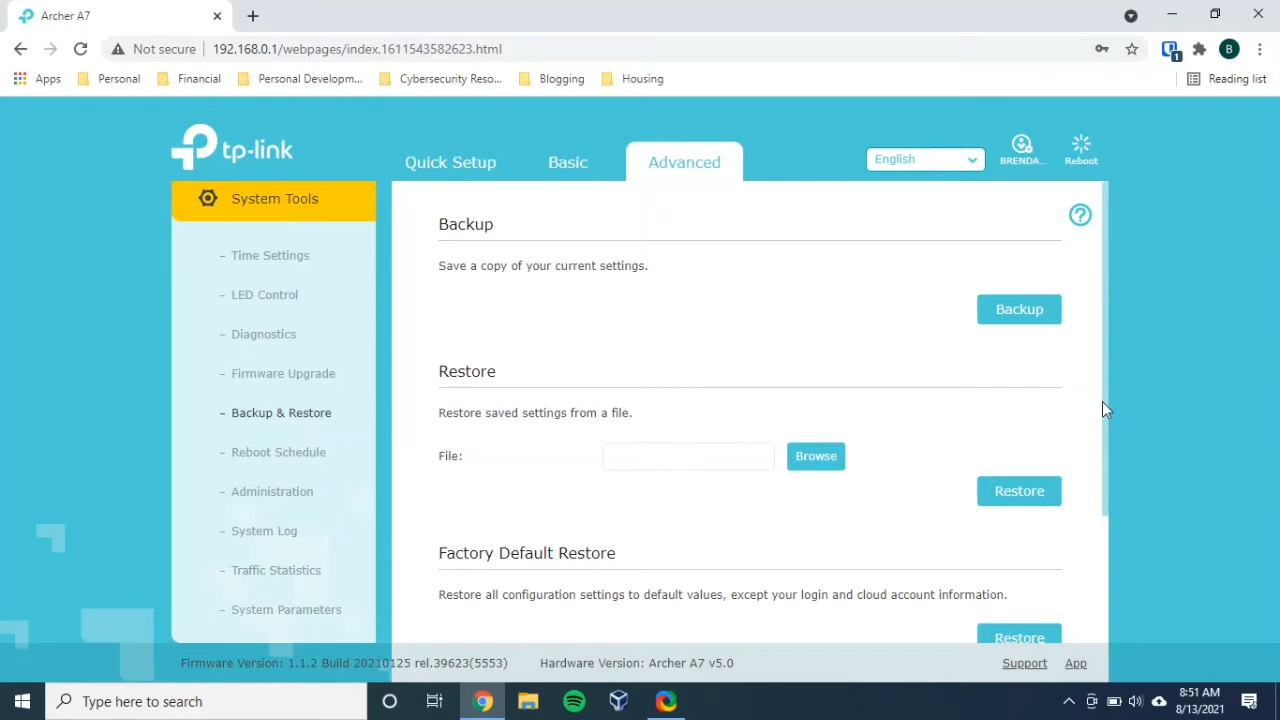 Archer A7
Not secure
192.168.0.1/webpages/index.1611543582623.html
1
B
Apps
Personal
Financial
Personal Developm...
Cybersecurity Reso...
Blogging
Housing
Reading list
tp-link
Quick Setup
Basic
Advanced
English
BRENDA...
Reboot
System Tools
- Time Settings
- LED Control
- Diagnostics
- Firmware Upgrade
- Backup & Restore
- Reboot Schedule
- Administration
- System Log
- Traffic Statistics
- System Parameters
Backup
?
Save a copy of your current settings.
Backup
Restore
Restore saved settings from a file.
File:
Browse
Restore
Factory Default Restore
Restore all configuration settings to default values, except your login and cloud account information.
Restore
Firmware Version: 1.1.2 Build 20210125 rel.39623(5553)
Hardware Version: Archer A7 v5.0
Support
App
Type here to search
8:51 AM
8/13/2021